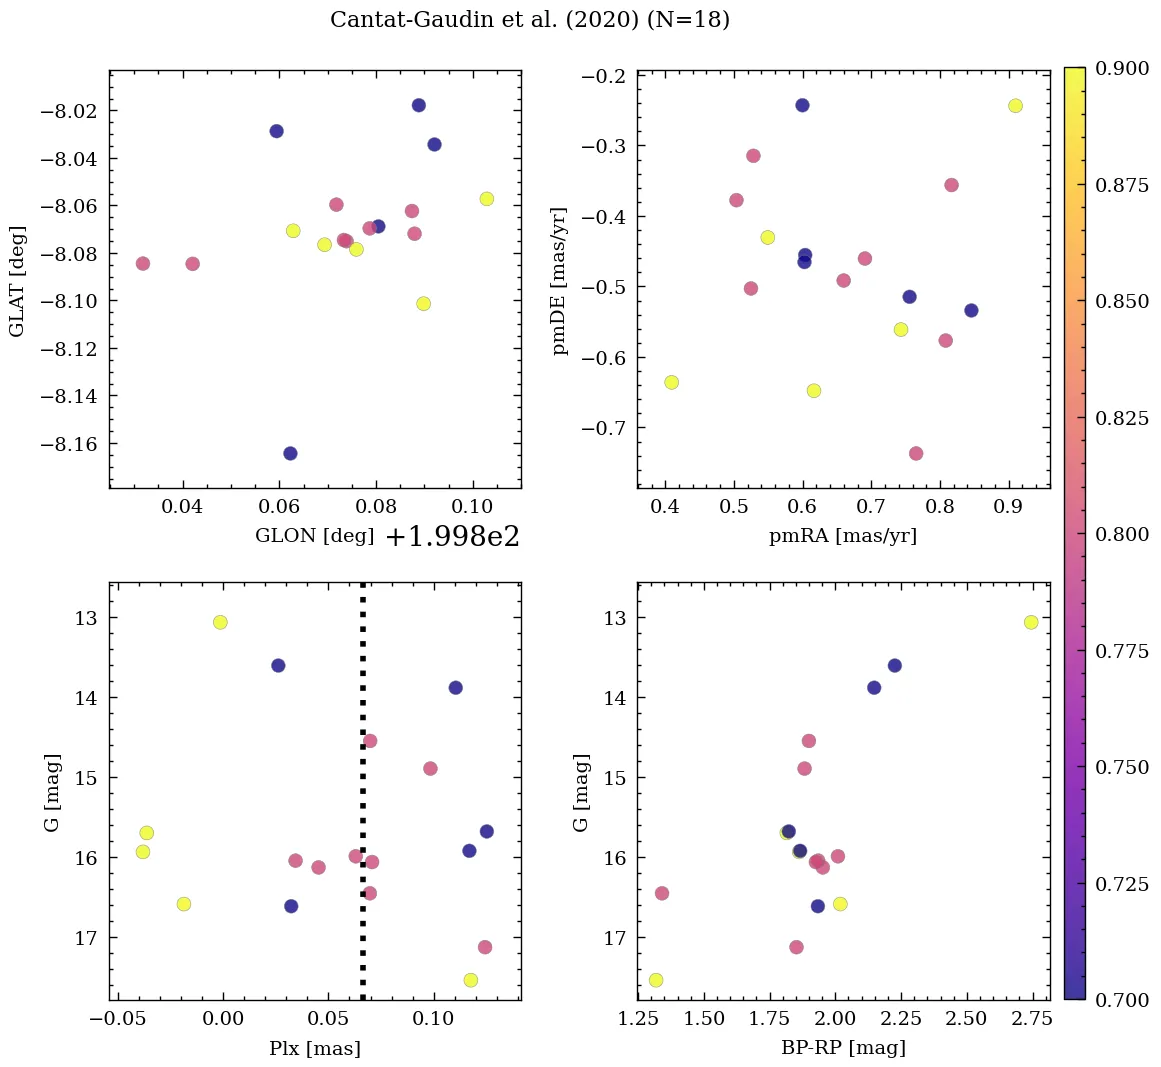 Cantat-Gaudin et al. (2020) (N=18)
GLAT [deg]
−8.02
−8.04
−8.06
−8.08
−8.10
−8.12
−8.14
−8.16
0.04 0.06 0.08 0.10
GLON [deg] +1.998e2
pmDE [mas/yr]
−0.2
−0.3
−0.4
−0.5
−0.6
−0.7
0.4 0.5 0.6 0.7 0.8 0.9
pmRA [mas/yr]
G [mag]
13
14
15
16
17
−0.05 0.00 0.05 0.10
Plx [mas]
G [mag]
13
14
15
16
17
1.25 1.50 1.75 2.00 2.25 2.50 2.75
BP-RP [mag]
0.900
0.875
0.850
0.825
0.800
0.775
0.750
0.725
0.700